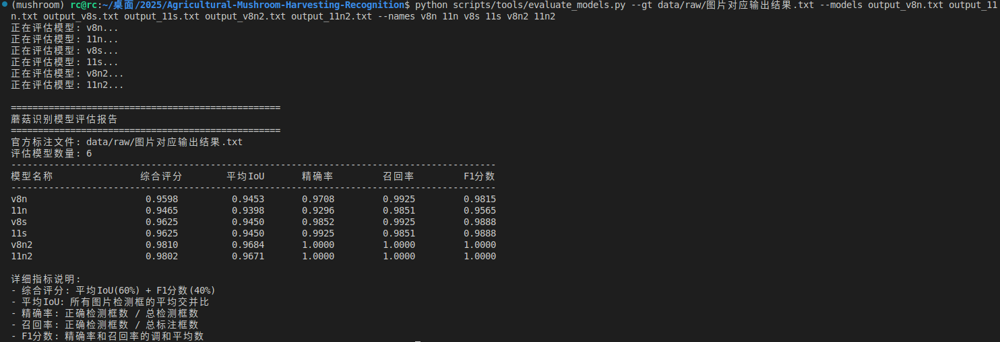 (mushroom) rc@rc:~/桌面/2025/Agricultural-Mushroom-Harvesting-Recognition$ python scripts/tools/evaluate_models.py --gt data/raw/图片对应输出结果.txt --models output_v8n.txt output_11
n.txt output_v8s.txt output_11s.txt output_v8n2.txt output_11n2.txt --names v8n 11n v8s 11s v8n2 11n2
正在评估模型: v8n...
正在评估模型: 11n...
正在评估模型: v8s...
正在评估模型: 11s...
正在评估模型: v8n2...
正在评估模型: 11n2...
==================================================
蘑菇识别模型评估报告
==================================================
官方标注文件: data/raw/图片对应输出结果.txt
评估模型数量: 6
------------------------------------------------------------------------------------------
模型名称 综合评分 平均IoU 精确率 召回率 F1分数
------------------------------------------------------------------------------------------
v8n 0.9598 0.9453 0.9708 0.9925 0.9815
11n 0.9465 0.9398 0.9296 0.9851 0.9565
v8s 0.9625 0.9450 0.9852 0.9925 0.9888
11s 0.9625 0.9450 0.9925 0.9851 0.9888
v8n2 0.9810 0.9684 1.0000 1.0000 1.0000
11n2 0.9802 0.9671 1.0000 1.0000 1.0000
详细指标说明:
- 综合评分: 平均IoU(60%) + F1分数(40%)
- 平均IoU: 所有图片检测框的平均交并比
- 精确率: 正确检测框数 / 总检测框数
- 召回率: 正确检测框数 / 总标注框数
- F1分数: 精确率和召回率的调和平均数